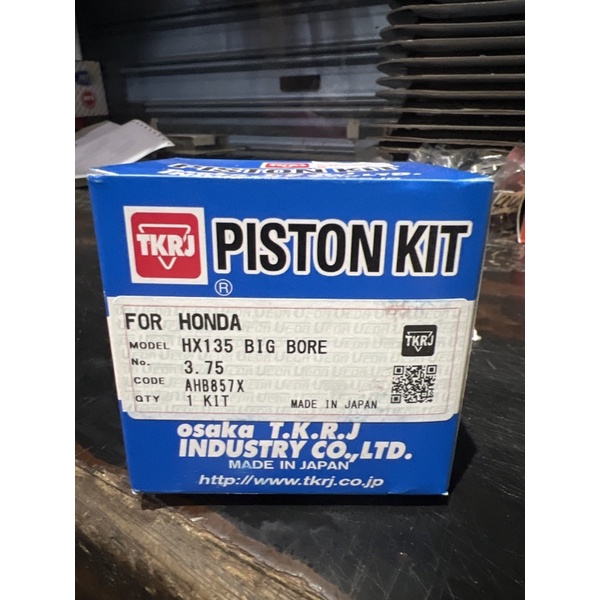 TKRJ
PISTON KIT
®
FOR HONDA
MODEL HX135 BIG BORE
No. 3.75
CODE AHB857X
QTY 1 KIT
MADE IN JAPAN
TKRJ
osaka T.K.R.J
INDUSTRY CO.,LTD.
MADE IN JAPAN
http://www.tkrj.co.jp